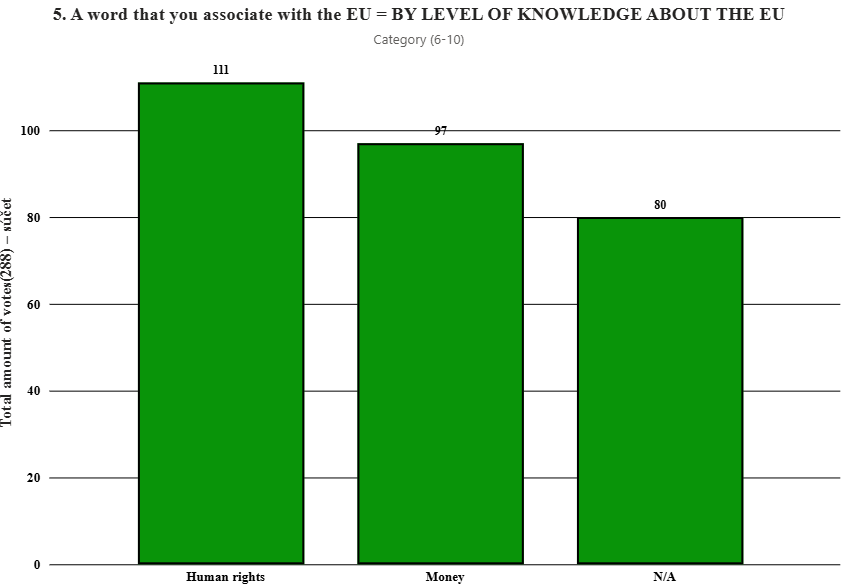 5. A word that you associate with the EU = BY LEVEL OF KNOWLEDGE ABOUT THE EU
Category (6-10)
Total amount of votes(288) – súčet
100
80
60
40
20
0
111
97
80
Human rights
Money
N/A